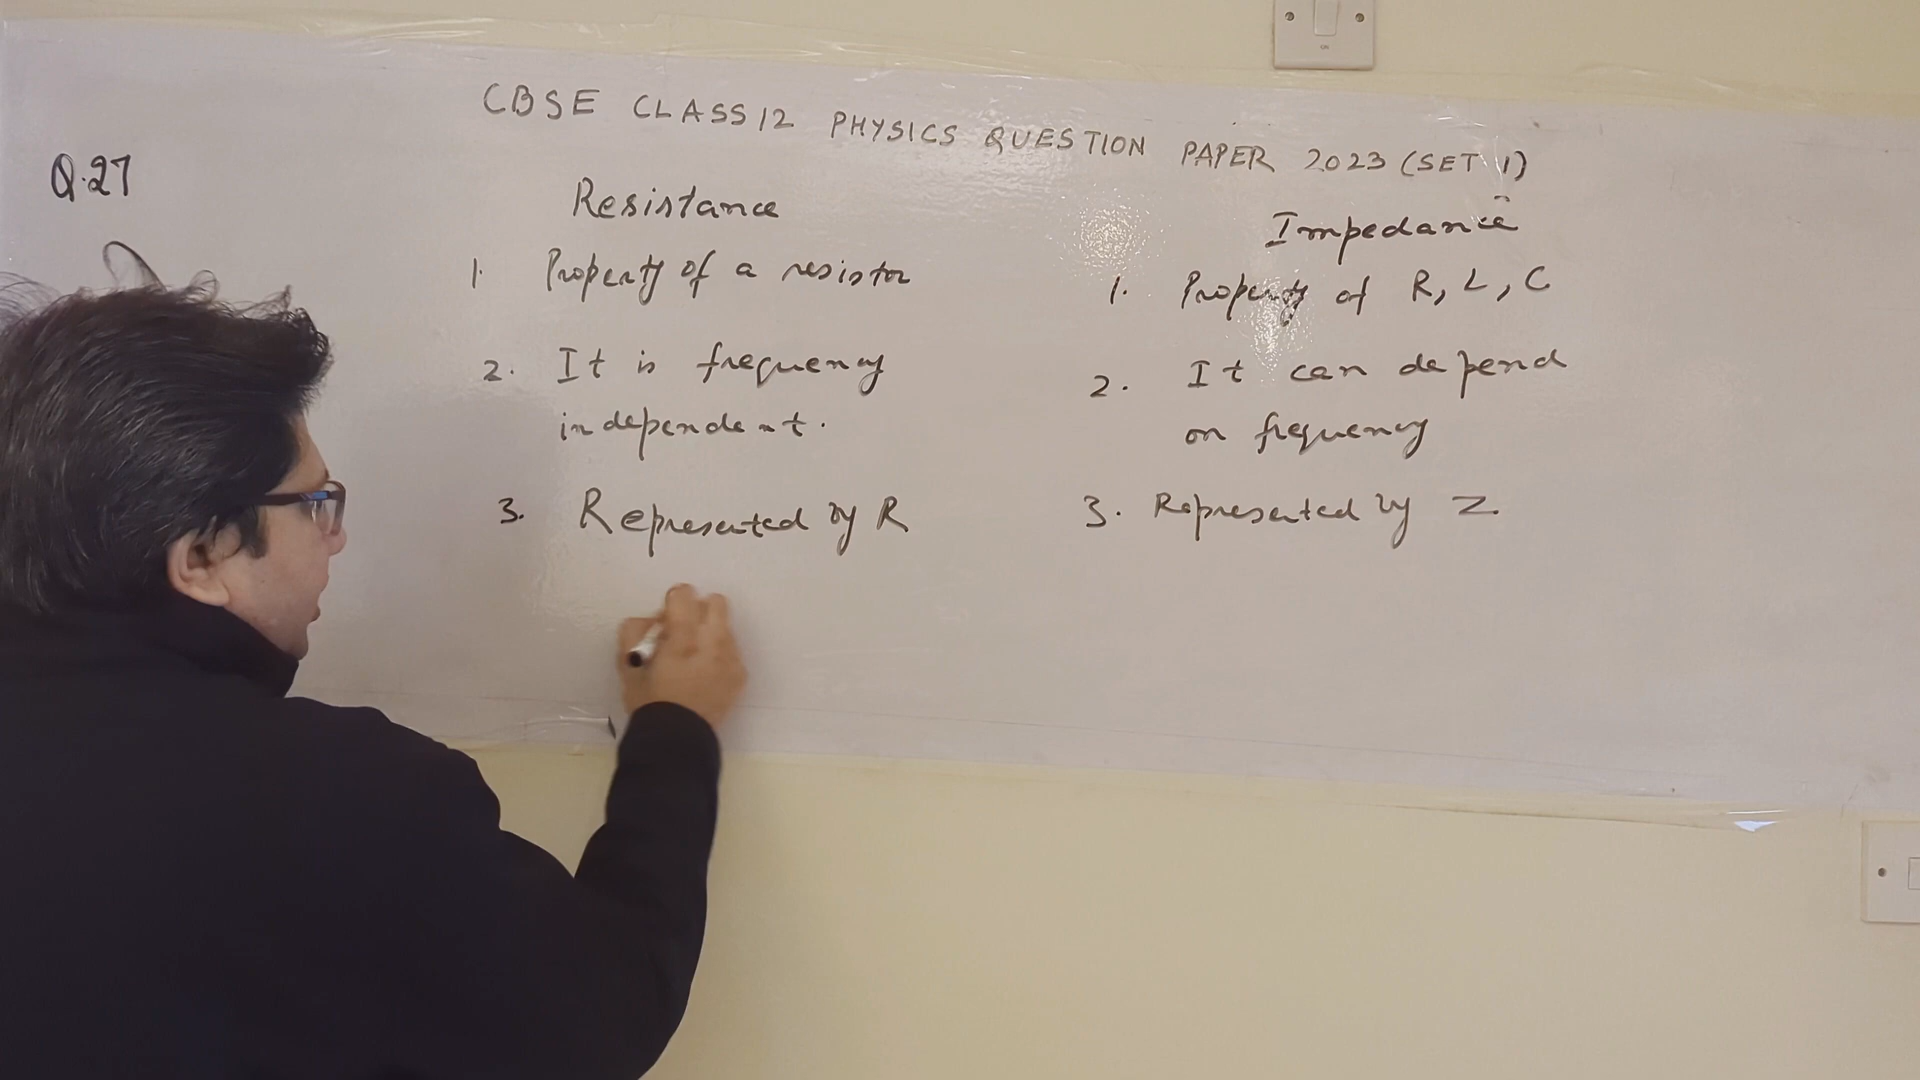 CBSE CLASS 12 PHYSICS QUESTION PAPER 2023 (SET 1)
Q.27
Resistance
1. Property of a resistor
2. It is frequency
independent.
3. Represented by R
Impedance
1. Property of R, L, C
2. It can depend
on frequency
3. Represented by Z.